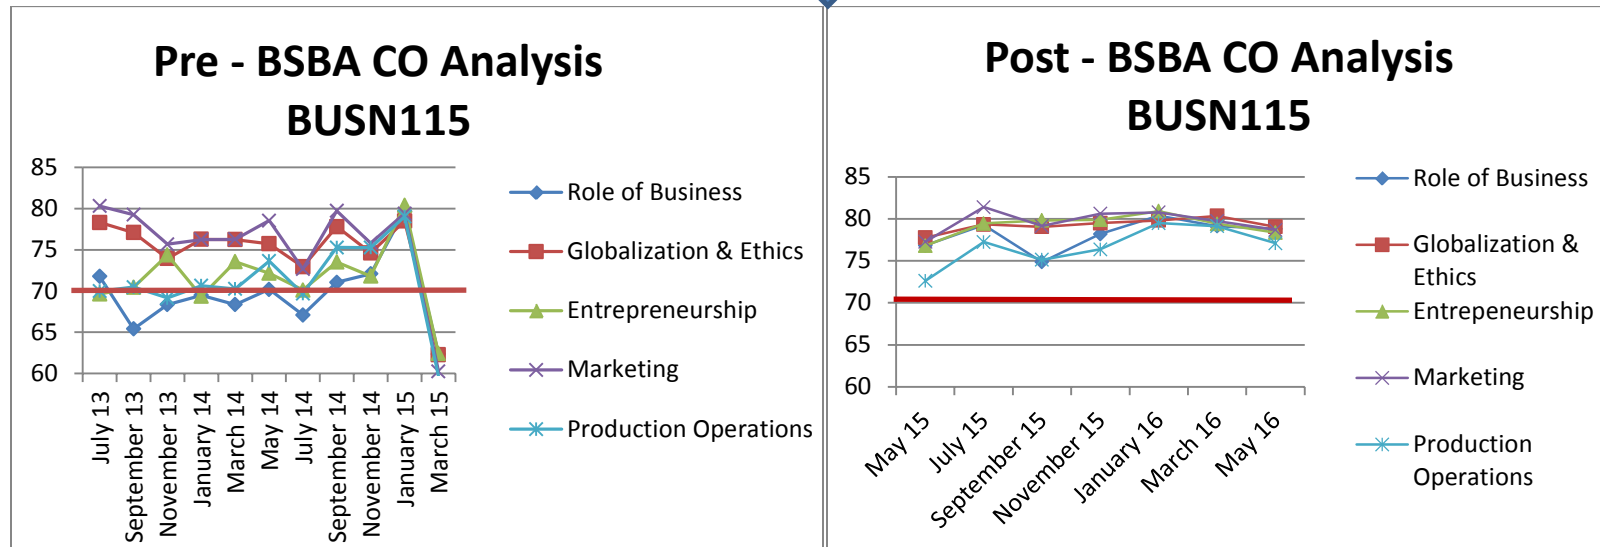 Pre - BSBA CO Analysis
BUSN115
85
80
75
70
65
60
July 13
September 13
November 13
January 14
March 14
May 14
July 14
September 14
November 14
January 15
March 15
Role of Business
Globalization & Ethics
Entrepreneurship
Marketing
Production Operations
Post - BSBA CO Analysis
BUSN115
85
80
75
70
65
60
May 15
July 15
September 15
November 15
January 16
March 16
May 16
Role of Business
Globalization &
Ethics
Entrepeneurship
Marketing
Production
Operations